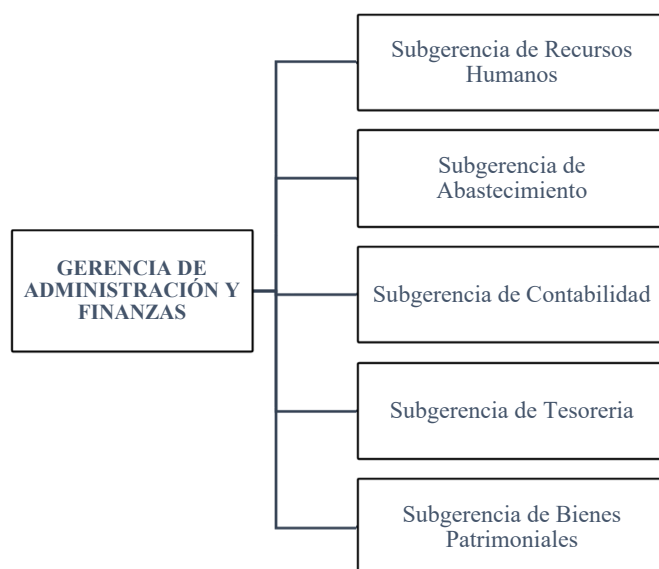 Subgerencia de Recursos
Humanos
Subgerencia de
Abastecimiento
GERENCIA DE
ADMINISTRACIÓN Y
FINANZAS
Subgerencia de Contabilidad
Subgerencia de Tesoreria
Subgerencia de Bienes
Patrimoniales